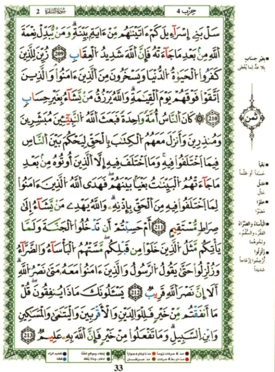 حزب 4
2
سَلْ بَنِىٓ إِسْرَٰٓءِيلَ كَمْ ءَاتَيْنَٰهُم مِّنْ ءَايَةٍۭ بَيِّنَةٍ وَمَن يُبَدِّلْ نِعْمَةَ
ٱللَّهِ مِنۢ بَعْدِ مَا جَآءَتْهُ فَإِنَّ ٱللَّهَ شَدِيدُ ٱلْعِقَابِ ٢١١ زُيِّنَ لِلَّذِينَ
كَفَرُوا۟ ٱلْحَيَوٰةُ ٱلدُّنْيَا وَيَسْخَرُونَ مِنَ ٱلَّذِينَ ءَامَنُوا۟ وَٱلَّذِينَ
ٱتَّقَوْا۟ فَوْقَهُمْ يَوْمَ ٱلْقِيَٰمَةِ وَٱللَّهُ يَرْزُقُ مَن يَشَآءُ بِغَيْرِ حِسَابٍ
٢١٢ كَانَ ٱلنَّاسُ أُمَّةً وَٰحِدَةً فَبَعَثَ ٱللَّهُ ٱلنَّبِيِّـۧنَ مُبَشِّرِينَ
وَمُنذِرِينَ وَأَنزَلَ مَعَهُمُ ٱلْكِتَٰبَ بِٱلْحَقِّ لِيَحْكُمَ بَيْنَ ٱلنَّاسِ
فِيمَا ٱخْتَلَفُوا۟ فِيهِ وَمَا ٱخْتَلَفَ فِيهِ إِلَّا ٱلَّذِينَ أُوتُوهُ مِنۢ بَعْدِ
مَا جَآءَتْهُمُ ٱلْبَيِّنَٰتُ بَغْيًۢا بَيْنَهُمْ فَهَدَى ٱللَّهُ ٱلَّذِينَ ءَامَنُوا۟
لِمَا ٱخْتَلَفُوا۟ فِيهِ مِنَ ٱلْحَقِّ بِإِذْنِهِۦ وَٱللَّهُ يَهْدِى مَن يَشَآءُ إِلَىٰ
صِرَٰطٍ مُّسْتَقِيمٍ ٢١٣ أَمْ حَسِبْتُمْ أَن تَدْخُلُوا۟ ٱلْجَنَّةَ وَلَمَّا
يَأْتِكُم مَّثَلُ ٱلَّذِينَ خَلَوْا۟ مِن قَبْلِكُم مَّسَّتْهُمُ ٱلْبَأْسَآءُ وَٱلضَّرَّآءُ
وَزُلْزِلُوا۟ حَتَّىٰ يَقُولَ ٱلرَّسُولُ وَٱلَّذِينَ ءَامَنُوا۟ مَعَهُۥ مَتَىٰ نَصْرُ ٱللَّهِ
أَلَآ إِنَّ نَصْرَ ٱللَّهِ قَرِيبٌ ٢١٤ يَسْـَٔلُونَكَ مَاذَا يُنفِقُونَ قُلْ
مَآ أَنفَقْتُم مِّنْ خَيْرٍ فَلِلْوَٰلِدَيْنِ وَٱلْأَقْرَبِينَ وَٱلْيَتَٰمَىٰ وَٱلْمَسَٰكِينِ
وَٱبْنِ ٱلسَّبِيلِ وَمَا تَفْعَلُوا۟ مِنْ خَيْرٍ فَإِنَّ ٱللَّهَ بِهِۦ عَلِيمٌ ٢١٥
33